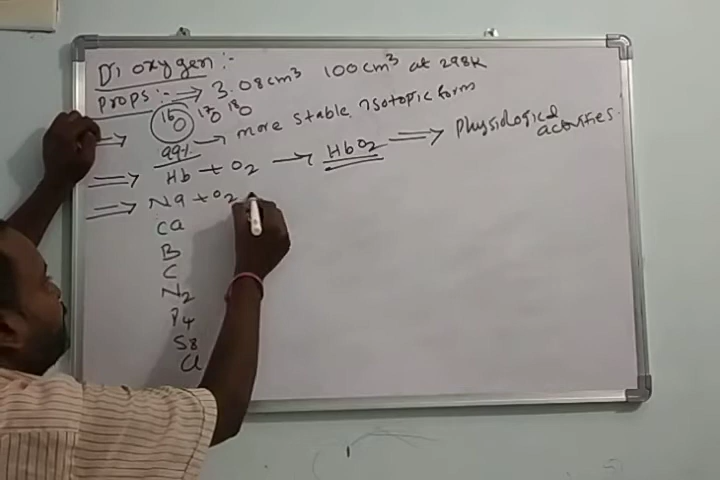 Di oxygen :-
Props :- → 3.08cm³ 100cm³ at 298K
⇒ ¹⁶O ¹⁷O ¹⁸O
99% → more stable isotopic form
⇒ Hb + O₂ → HbO₂ ⇒ Physiological activities.
⇒ Na + O₂
Ca
B
C
N₂
P₄
S₈
Cl